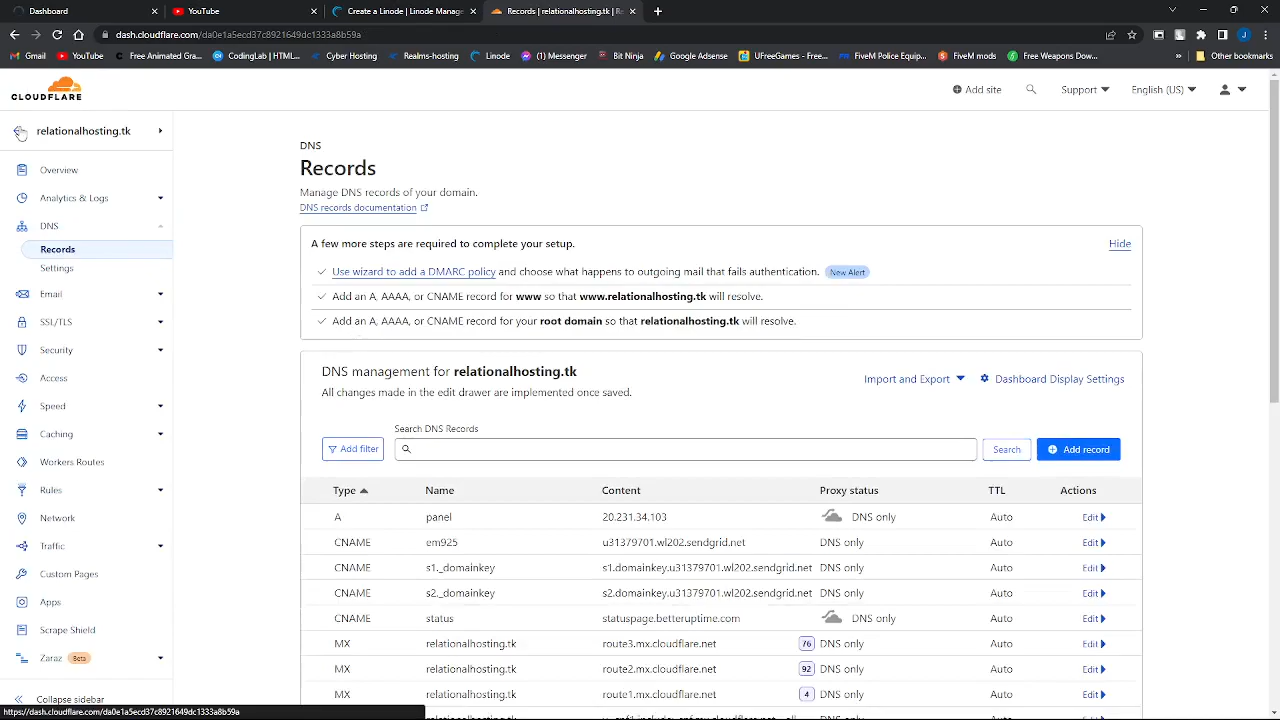 Dashboard
YouTube
Create a Linode | Linode Manage
Records | relationalhosting.tk | R
dash.cloudflare.com/da0e1a5ecd37c8921649dc1333a8b59a
Gmail
YouTube
Free Animated Gra...
CodingLab | HTML...
Cyber Hosting
Realms-hosting
Linode
(1) Messenger
Bit Ninja
Google Adsense
UFreeGames - Free...
FiveM Police Equip...
FiveM mods
Free Weapons Dow...
»
Other bookmarks
CLOUDFLARE
Add site
Support
English (US)
relationalhosting.tk
Overview
Analytics & Logs
DNS
Records
Settings
Email
SSL/TLS
Security
Access
Speed
Caching
Workers Routes
Rules
Network
Traffic
Custom Pages
Apps
Scrape Shield
Zaraz Beta
Collapse sidebar
https://dash.cloudflare.com/da0e1a5ecd37c8921649dc1333a8b59a
DNS
Records
Manage DNS records of your domain.
DNS records documentation
A few more steps are required to complete your setup.
Hide
Use wizard to add a DMARC policy and choose what happens to outgoing mail that fails authentication. New Alert
Add an A, AAAA, or CNAME record for www so that www.relationalhosting.tk will resolve.
Add an A, AAAA, or CNAME record for your root domain so that relationalhosting.tk will resolve.
DNS management for relationalhosting.tk
All changes made in the edit drawer are implemented once saved.
Import and Export
Dashboard Display Settings
Search DNS Records
Add filter
Search
Add record
Type Name Content Proxy status TTL Actions
A panel 20.231.34.103 DNS only Auto Edit
CNAME em925 u31379701.wl202.sendgrid.net DNS only Auto Edit
CNAME s1._domainkey s1.domainkey.u31379701.wl202.sendgrid.net DNS only Auto Edit
CNAME s2._domainkey s2.domainkey.u31379701.wl202.sendgrid.net DNS only Auto Edit
CNAME status statuspage.betteruptime.com DNS only Auto Edit
MX relationalhosting.tk route3.mx.cloudflare.net 76 DNS only Auto Edit
MX relationalhosting.tk route2.mx.cloudflare.net 92 DNS only Auto Edit
MX relationalhosting.tk route1.mx.cloudflare.net 4 DNS only Auto Edit